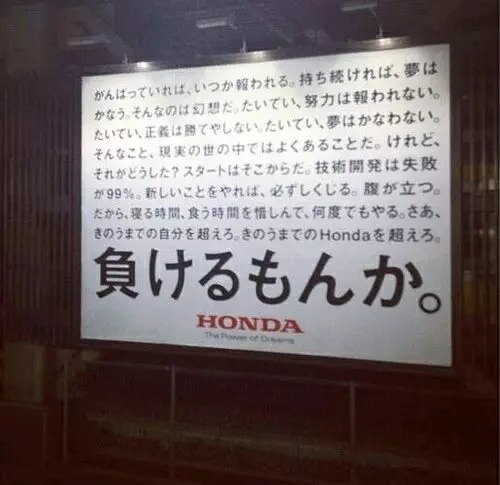 がんばっていれば、いつか報われる。持ち続ければ、夢は
かなう。そんなのは幻想だ。たいてい、努力は報われない。
たいてい、正義は勝てやしない。たいてい、夢はかなわない。
そんなこと、現実の世の中ではよくあることだ。けれど、
それがどうした？スタートはそこからだ。技術開発は失敗
が99%。新しいことをやれば、必ずしくじる。腹が立つ。
だから、寝る時間、食う時間を惜しんで、何度でもやる。さあ、
きのうまでの自分を超えろ。きのうまでのHondaを超えろ。
負けるもんか。
HONDA
The Power of Dreams